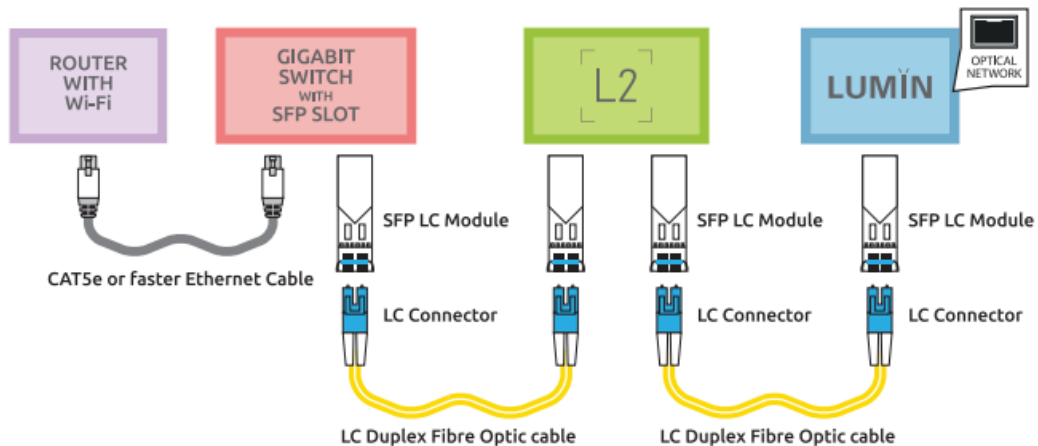 ROUTER
WITH
Wi-Fi
GIGABIT
SWITCH
WITH
SFP SLOT
L2
LUMÏN
OPTICAL
NETWORK
SFP LC Module
SFP LC Module
SFP LC Module
CAT5e or faster Ethernet Cable
LC Connector
LC Connector
LC Connector
LC Duplex Fibre Optic cable
LC Duplex Fibre Optic cable